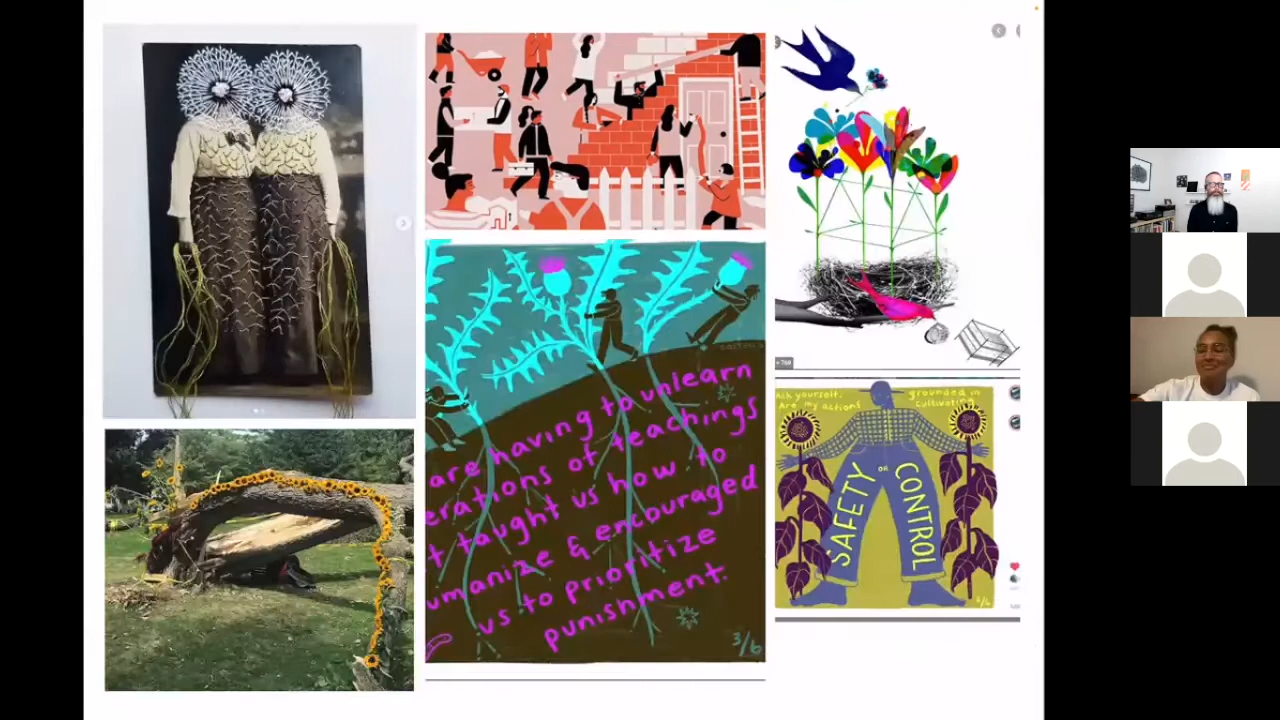 are having to unlearn
erations of teachings
t taught us how to
umanize & encouraged
us to prioritize
punishment.
3/6
+ 769
Ask yourself.
Are my actions
grounded in
cultivating
SAFETY
OR
CONTROL